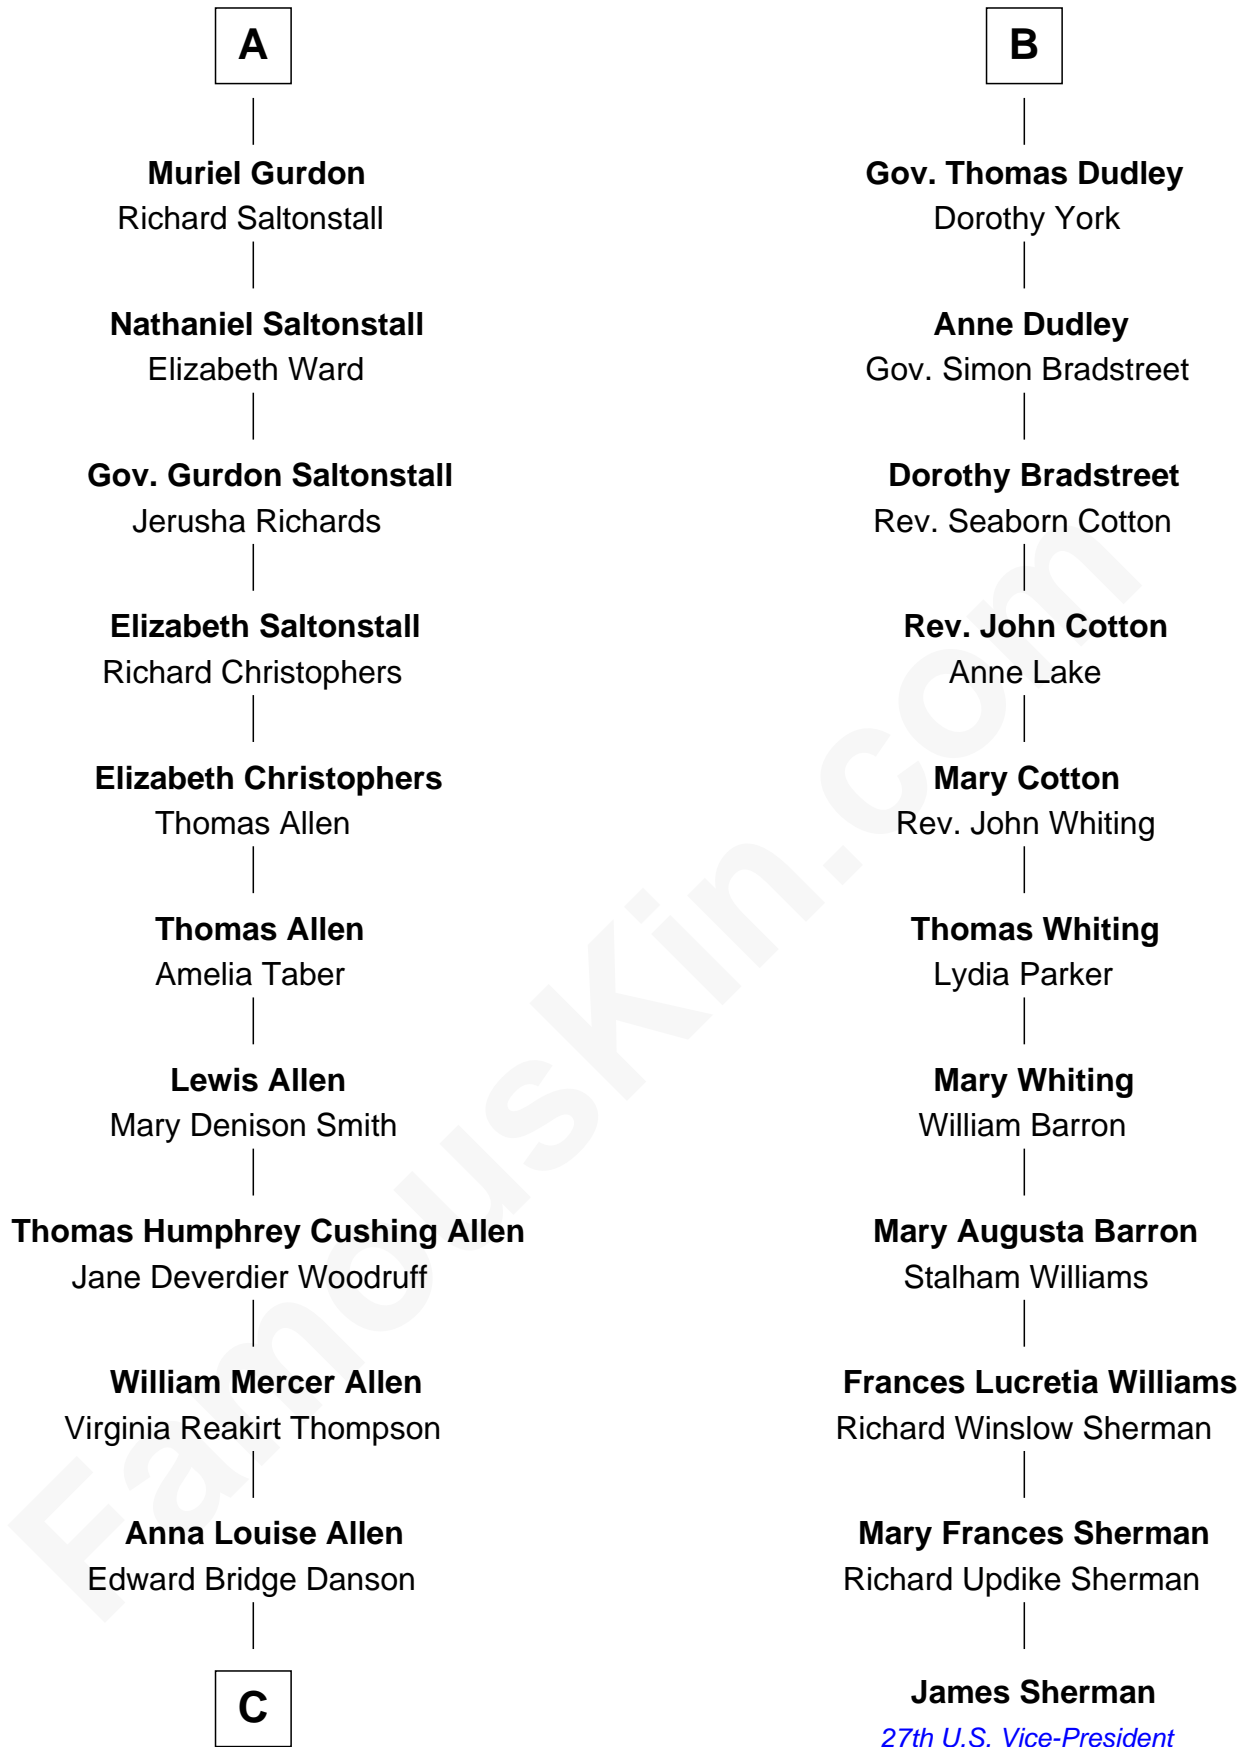 A
Muriel Gurdon
Richard Saltonstall
Nathaniel Saltonstall
Elizabeth Ward
Gov. Gurdon Saltonstall
Jerusha Richards
Elizabeth Saltonstall
Richard Christophers
Elizabeth Christophers
Thomas Allen
Thomas Allen
Amelia Taber
Lewis Allen
Mary Denison Smith
Thomas Humphrey Cushing Allen
Jane Deverdier Woodruff
William Mercer Allen
Virginia Reakirt Thompson
Anna Louise Allen
Edward Bridge Danson
C
B
Gov. Thomas Dudley
Dorothy York
Anne Dudley
Gov. Simon Bradstreet
Dorothy Bradstreet
Rev. Seaborn Cotton
Rev. John Cotton
Anne Lake
Mary Cotton
Rev. John Whiting
Thomas Whiting
Lydia Parker
Mary Whiting
William Barron
Mary Augusta Barron
Stalham Williams
Frances Lucretia Williams
Richard Winslow Sherman
Mary Frances Sherman
Richard Updike Sherman
James Sherman
27th U.S. Vice-President
FamousKin.com